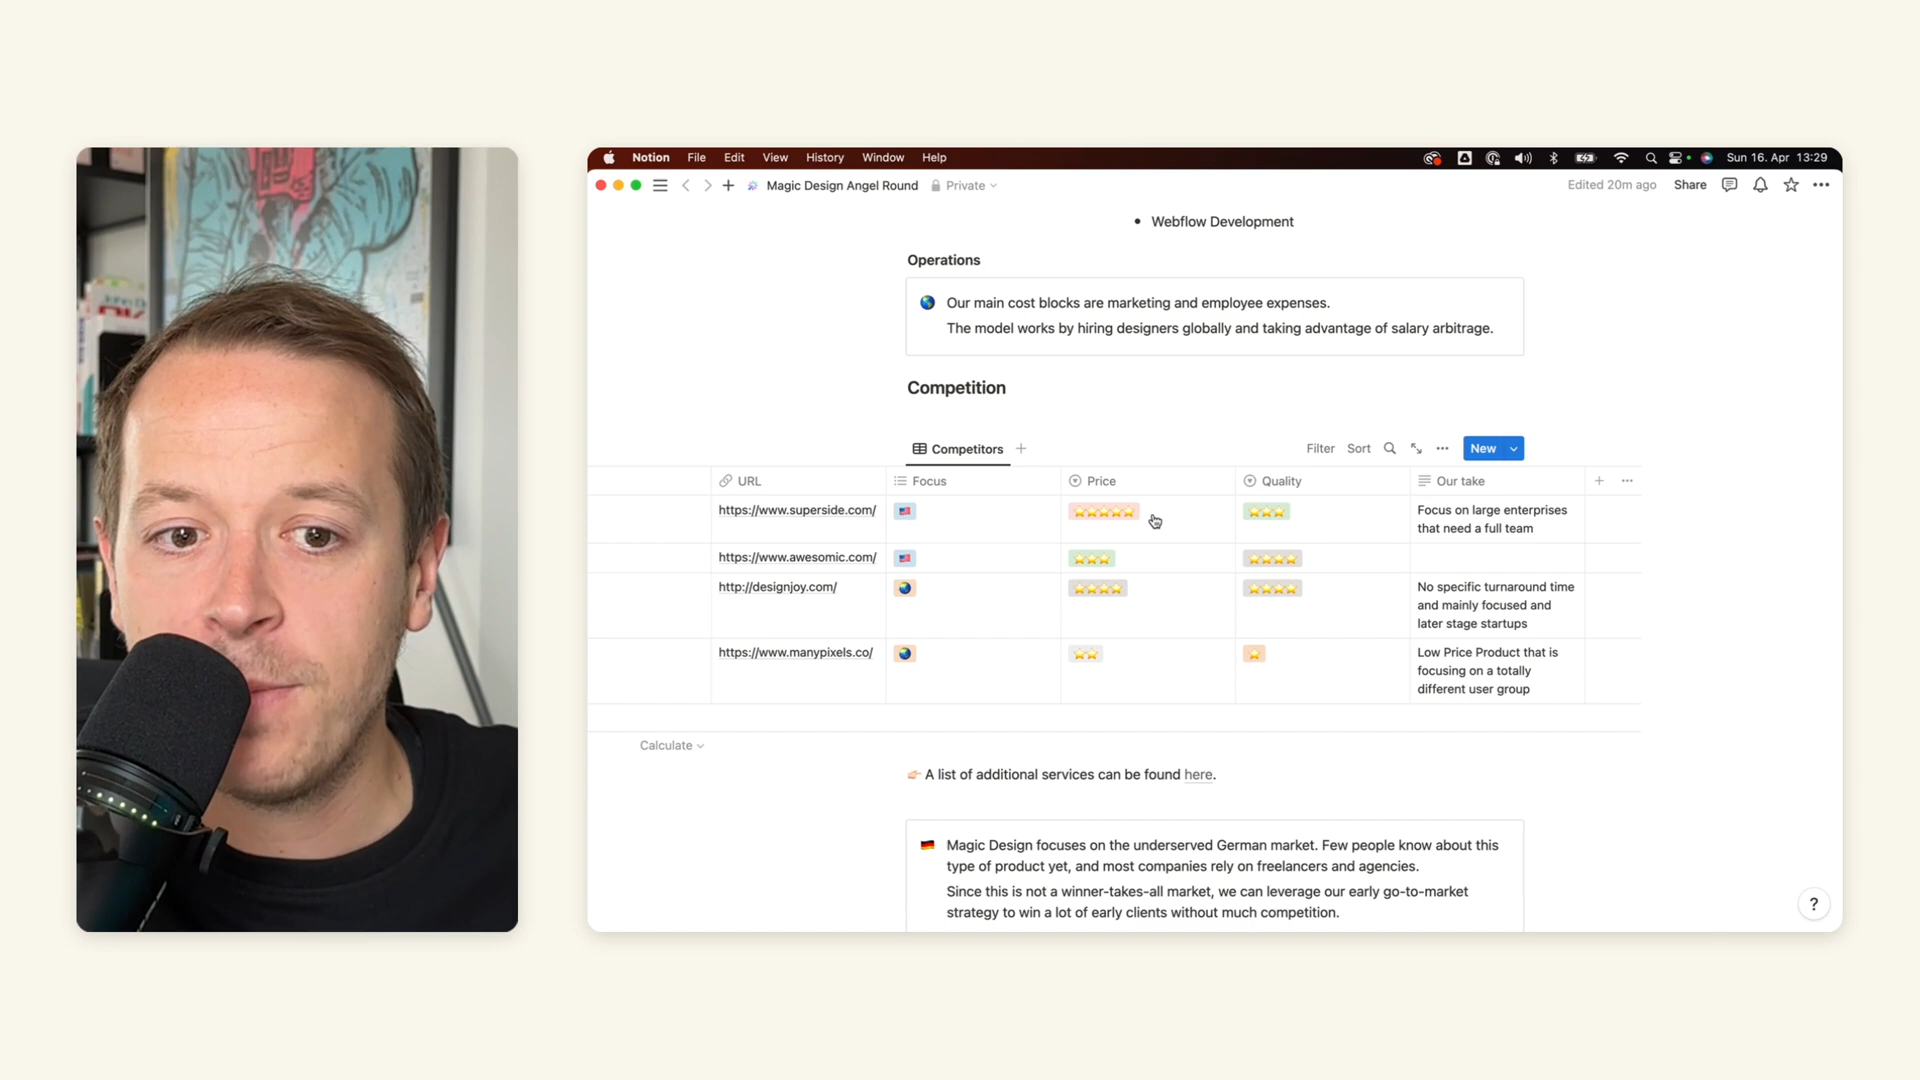 Notion File Edit View History Window Help Sun 16. Apr 13:29
Magic Design Angel Round Private Edited 20m ago Share
• Webflow Development
Operations
Our main cost blocks are marketing and employee expenses.
The model works by hiring designers globally and taking advantage of salary arbitrage.
Competition
Competitors Filter Sort New
URL Focus Price Quality Our take
https://www.superside.com/ Focus on large enterprises
that need a full team
https://www.awesomic.com/
http://designjoy.com/ No specific turnaround time
and mainly focused and
later stage startups
https://www.manypixels.co/ Low Price Product that is
focusing on a totally
different user group
Calculate
A list of additional services can be found here.
Magic Design focuses on the underserved German market. Few people know about this
type of product yet, and most companies rely on freelancers and agencies.
Since this is not a winner-takes-all market, we can leverage our early go-to-market
strategy to win a lot of early clients without much competition.
?